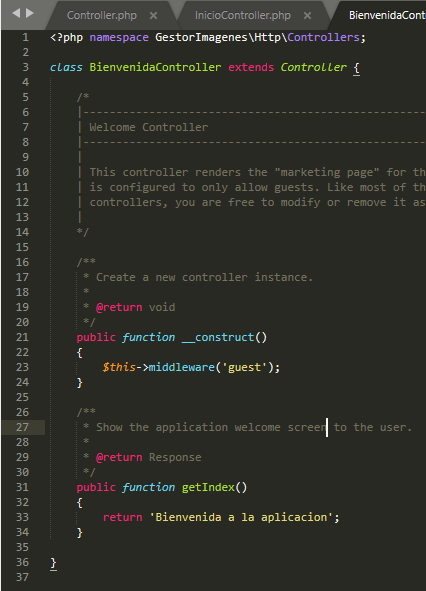 Controller.php × InicioController.php × BienvenidaCont
1 <?php namespace GestorImagenes\Http\Controllers;
2
3 class BienvenidaController extends Controller {
4
5 /*
6 |----------------------------------------------------
7 | Welcome Controller
8 |----------------------------------------------------
9 |
10 | This controller renders the "marketing page" for th
11 | is configured to only allow guests. Like most of th
12 | controllers, you are free to modify or remove it as
13 |
14 */
15
16 /**
17 * Create a new controller instance.
18 *
19 * @return void
20 */
21 public function __construct()
22 {
23 $this->middleware('guest');
24 }
25
26 /**
27 * Show the application welcome screen to the user.
28 *
29 * @return Response
30 */
31 public function getIndex()
32 {
33 return 'Bienvenida a la aplicacion';
34 }
35
36 }
37